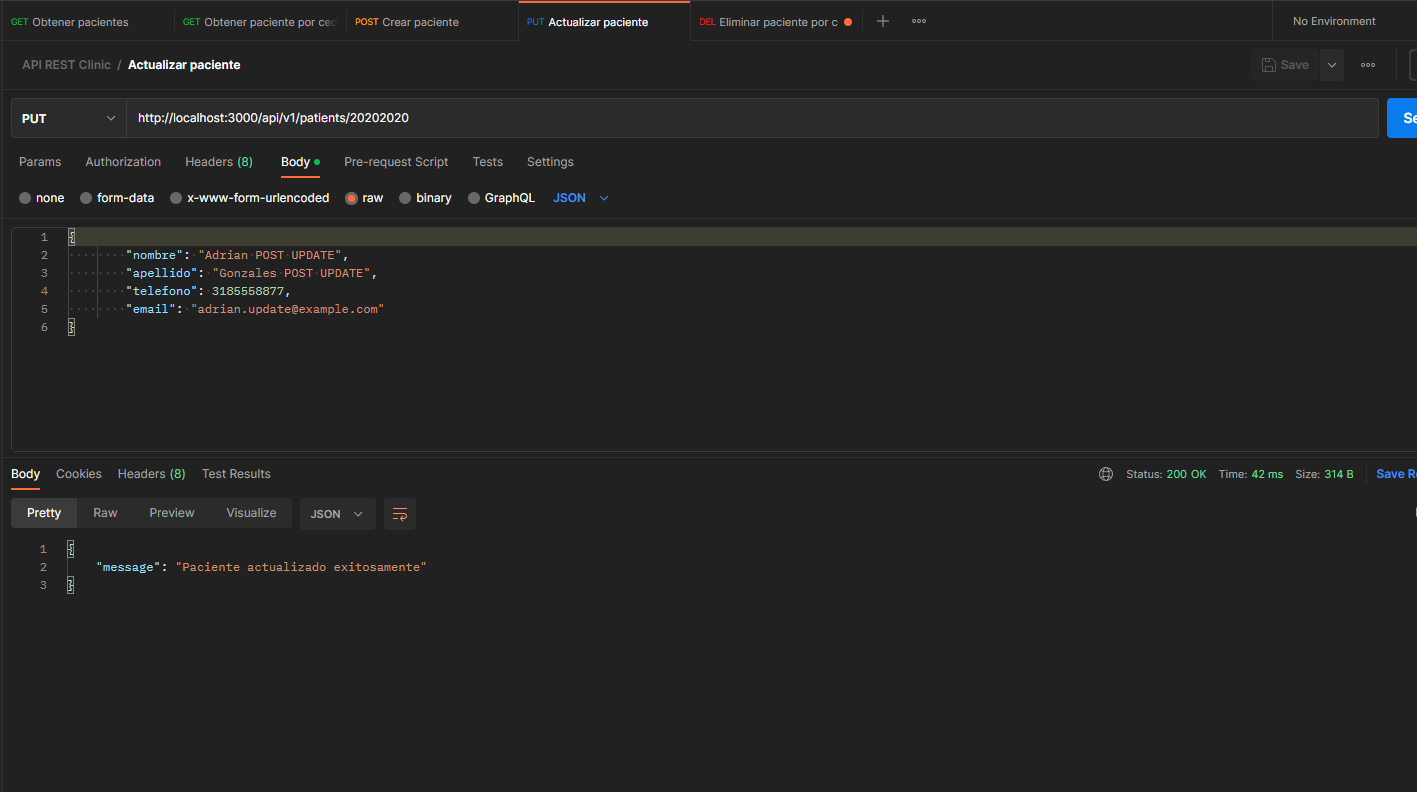 GET Obtener pacientes
GET Obtener paciente por ced
POST Crear paciente
PUT Actualizar paciente
DEL Eliminar paciente por c
No Environment
API REST Clinic / Actualizar paciente
Save
PUT
http://localhost:3000/api/v1/patients/20202020
Se
Params Authorization Headers (8) Body Pre-request Script Tests Settings
none form-data x-www-form-urlencoded raw binary GraphQL JSON
1 {
2 "nombre": "Adrian POST UPDATE",
3 "apellido": "Gonzales POST UPDATE",
4 "telefono": 3185558877,
5 "email": "adrian.update@example.com"
6 }
Body Cookies Headers (8) Test Results
Status: 200 OK Time: 42 ms Size: 314 B Save Re
Pretty Raw Preview Visualize JSON
1 {
2 "message": "Paciente actualizado exitosamente"
3 }